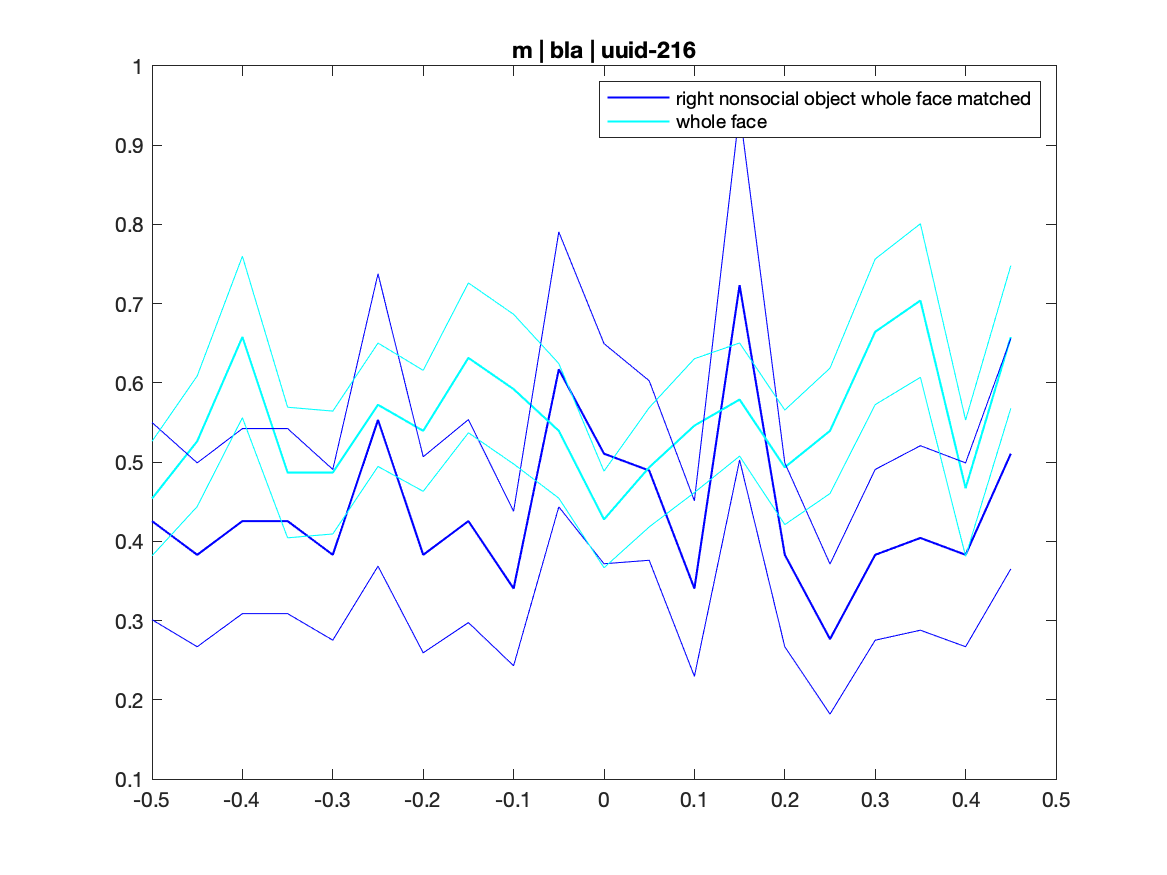 m | bla | uuid-216
right nonsocial object whole face matched
whole face
1
0.9
0.8
0.7
0.6
0.5
0.4
0.3
0.2
0.1
-0.5 -0.4 -0.3 -0.2 -0.1 0 0.1 0.2 0.3 0.4 0.5